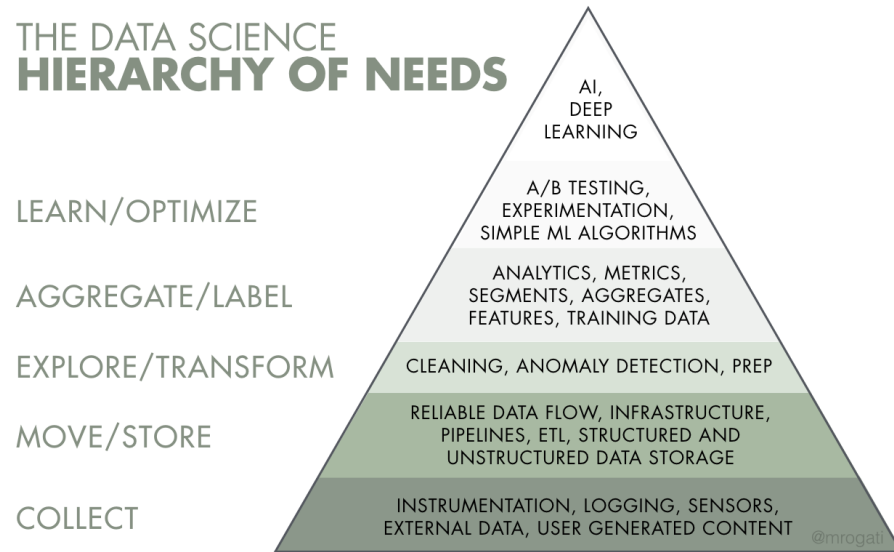 THE DATA SCIENCE
HIERARCHY OF NEEDS
AI,
DEEP
LEARNING
LEARN/OPTIMIZE
A/B TESTING,
EXPERIMENTATION,
SIMPLE ML ALGORITHMS
AGGREGATE/LABEL
ANALYTICS, METRICS,
SEGMENTS, AGGREGATES,
FEATURES, TRAINING DATA
EXPLORE/TRANSFORM
CLEANING, ANOMALY DETECTION, PREP
MOVE/STORE
RELIABLE DATA FLOW, INFRASTRUCTURE,
PIPELINES, ETL, STRUCTURED AND
UNSTRUCTURED DATA STORAGE
COLLECT
INSTRUMENTATION, LOGGING, SENSORS,
EXTERNAL DATA, USER GENERATED CONTENT
@mrogati